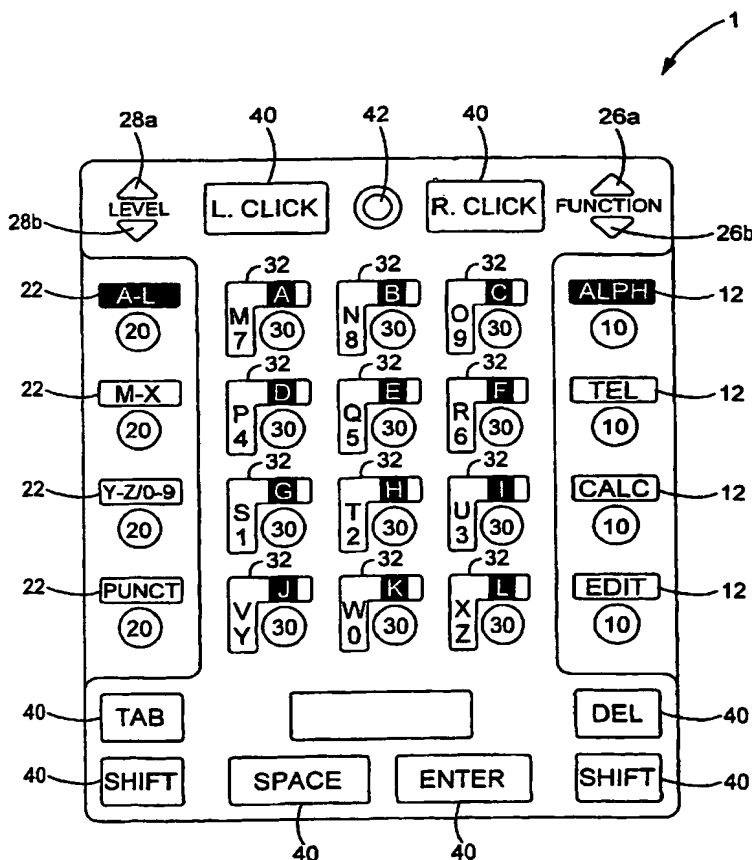 1
28a 40 42 40 26a
LEVEL L. CLICK R. CLICK FUNCTION
28b 26b
32 32 32
22 A-L A B C ALPH 12
M N O
20 7 30 8 30 9 30 10
32 32 32
22 M-X D E F TEL 12
P Q R
20 4 30 5 30 6 30 10
32 32 32
22 Y-Z/0-9 G H I CALC 12
S T U
20 1 30 2 30 3 30 10
32 32 32
22 PUNCT J K L EDIT 12
V W X
20 Y 30 0 30 Z 30 10
40 TAB DEL 40
40 SHIFT SPACE ENTER SHIFT 40
40 40